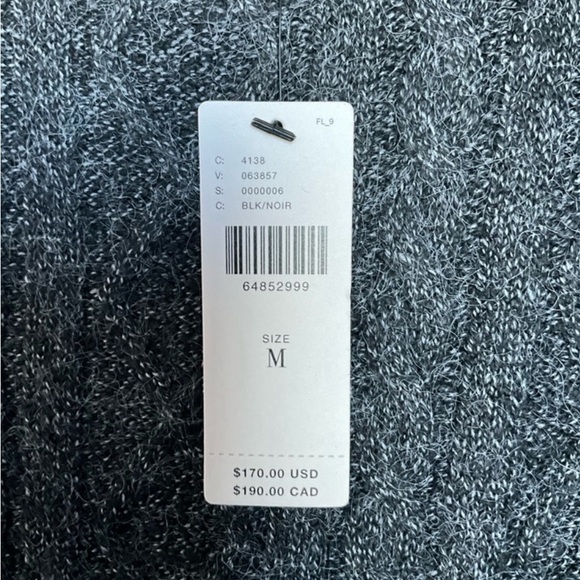 FL_9
C: 4138
V: 063857
S: 0000006
C: BLK/NOIR
64852999
SIZE
M
$170.00 USD
$190.00 CAD